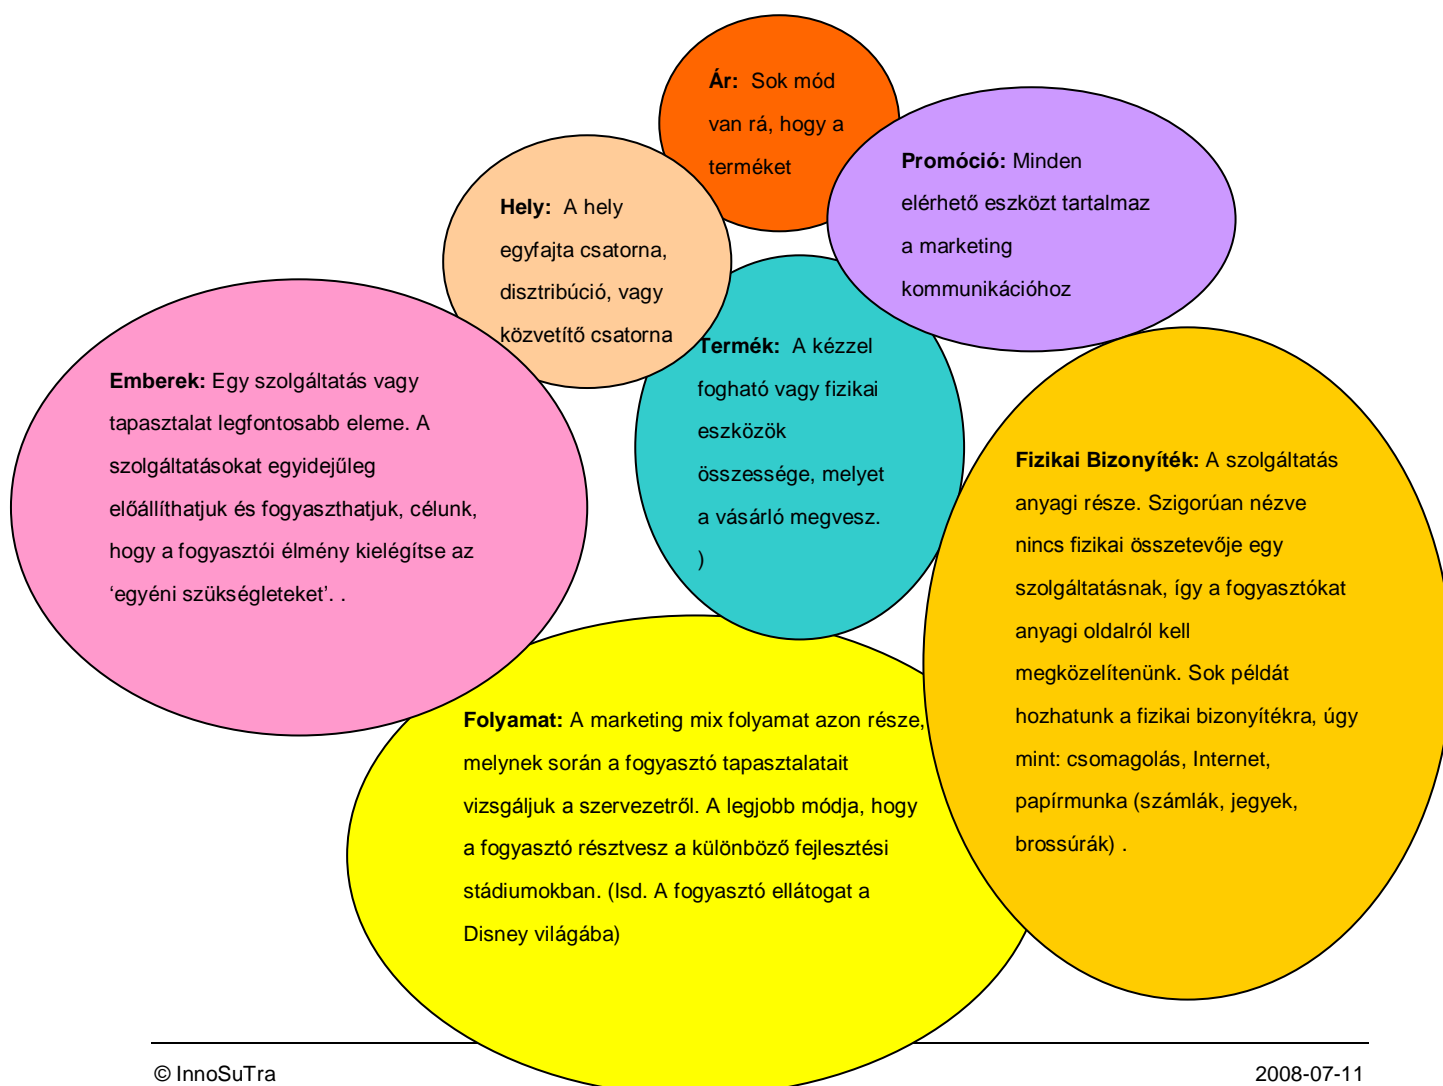 Ár: Sok mód
van rá, hogy a
terméket
Promóció: Minden
elérhető eszközt tartalmaz
a marketing
kommunikációhoz
Hely: A hely
egyfajta csatorna,
disztribúció, vagy
közvetítő csatorna
Termék: A kézzel
fogható vagy fizikai
eszközök
összessége, melyet
a vásárló megvesz.
)
Emberek: Egy szolgáltatás vagy
tapasztalat legfontosabb eleme. A
szolgáltatásokat egyidejűleg
előállíthatjuk és fogyaszthatjuk, célunk,
hogy a fogyasztói élmény kielégítse az
‘egyéni szükségleteket’. .
Fizikai Bizonyíték: A szolgáltatás
anyagi része. Szigorúan nézve
nincs fizikai összetevője egy
szolgáltatásnak, így a fogyasztókat
anyagi oldalról kell
megközelítenünk. Sok példát
hozhatunk a fizikai bizonyítékra, úgy
mint: csomagolás, Internet,
papírmunka (számlák, jegyek,
brossúrák) .
Folyamat: A marketing mix folyamat azon része,
melynek során a fogyasztó tapasztalatait
vizsgáljuk a szervezetről. A legjobb módja, hogy
a fogyasztó résztvesz a különböző fejlesztési
stádiumokban. (lsd. A fogyasztó ellátogat a
Disney világába)
© InnoSuTra
2008-07-11